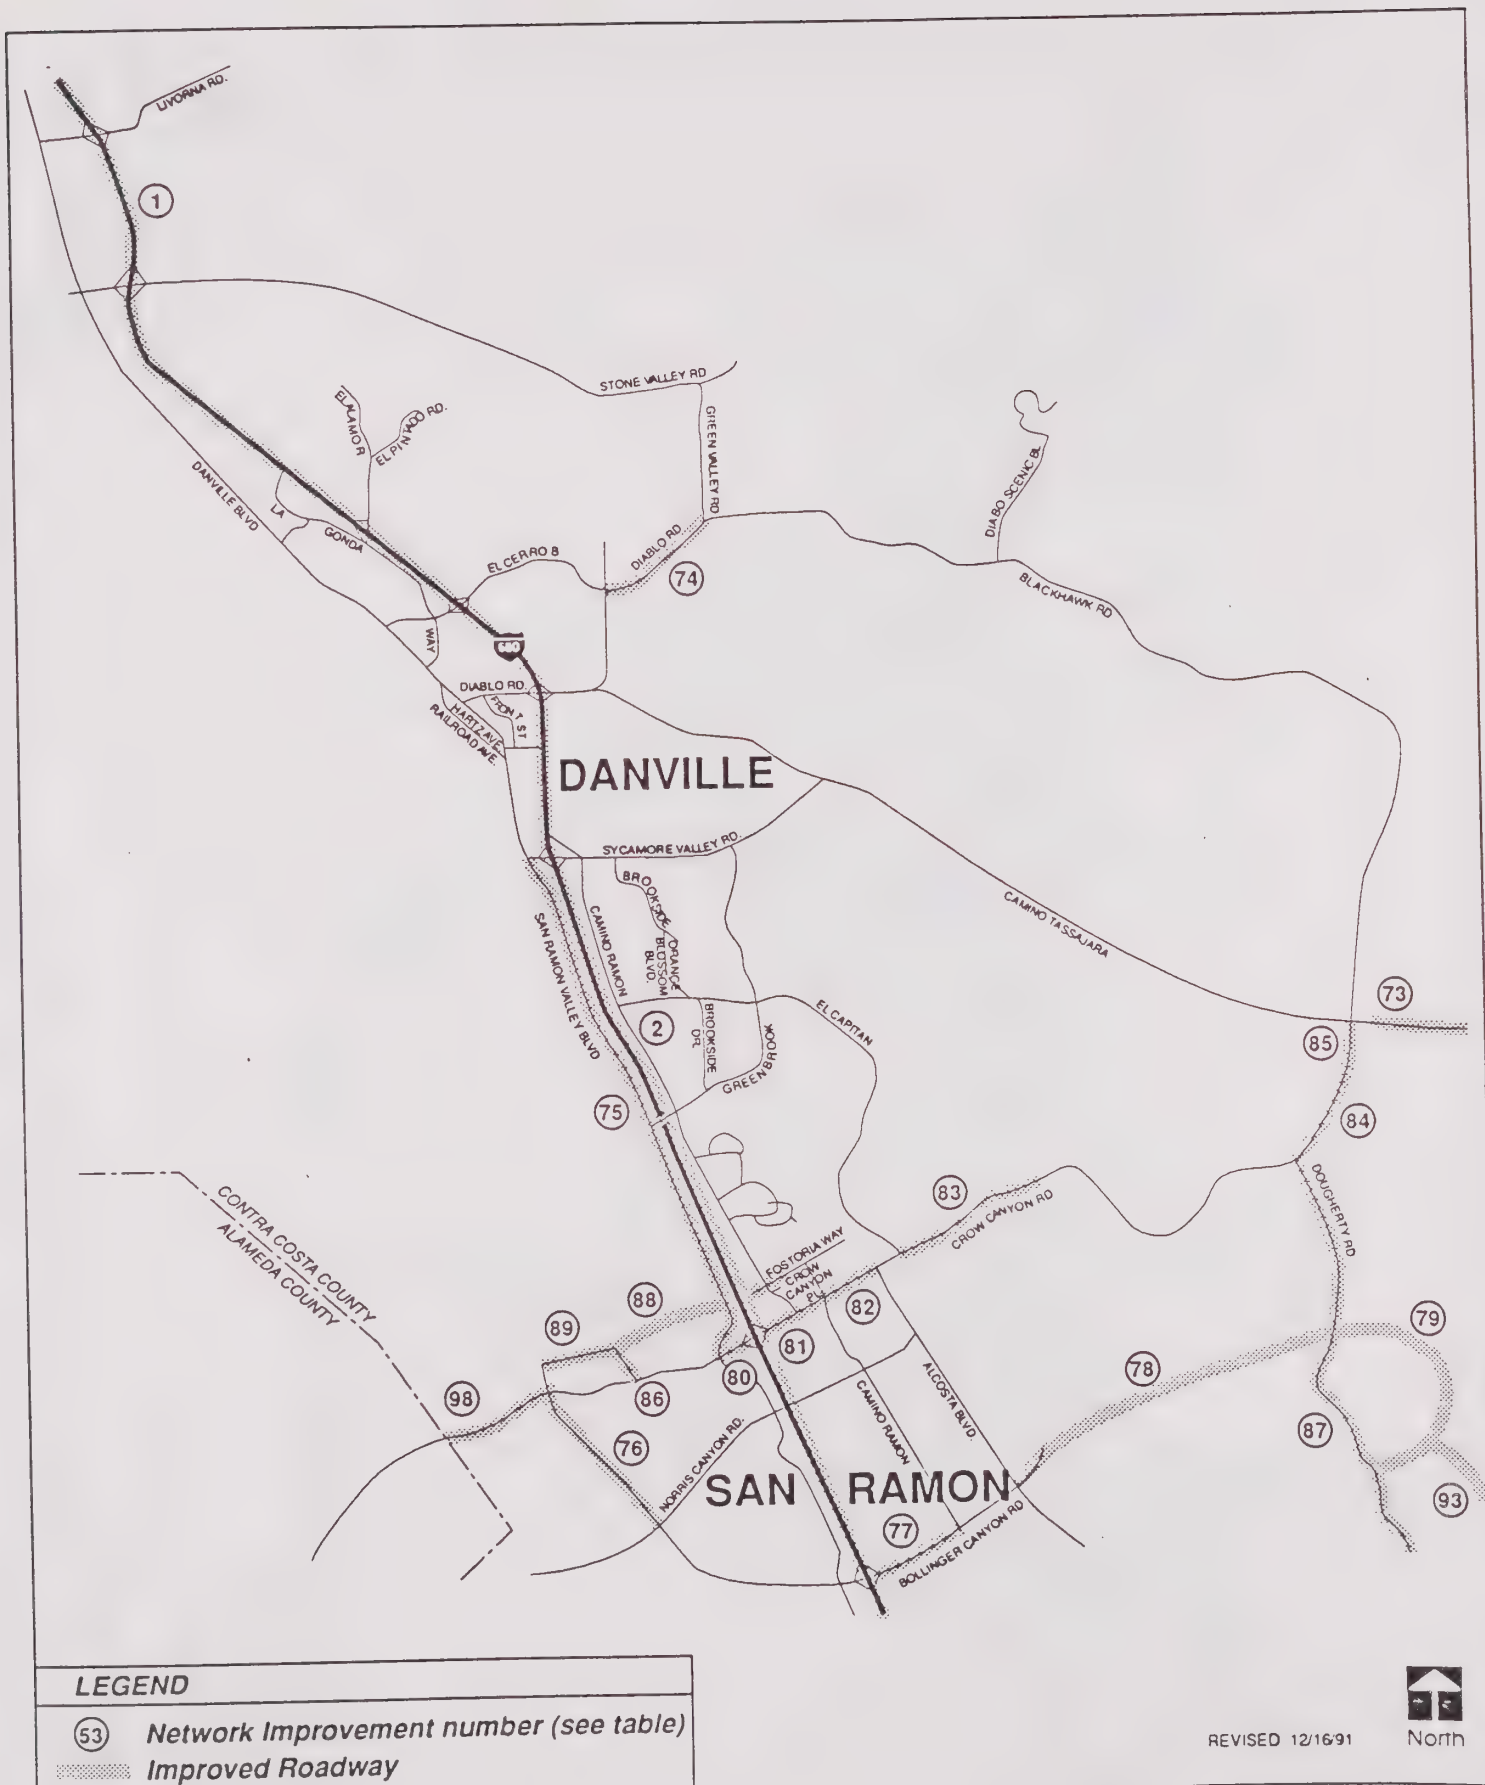 LIVORNA RD.
1
STONE VALLEY RD
EL ALAMOR
EL PINTADO RD.
GREEN VALLEY RD
DANVILLE BLVD
LA
GONDA
WAY
EL CERRO B
DIABLO RD
74
DIABO SCENIC BL
BLACKHAWK RD
680
DIABLO RD.
FRONT ST
HARTZ AVE.
RAILROAD AVE.
DANVILLE
SYCAMORE VALLEY RD.
BROOKSIDE
ORANGE
BLOSSOM
BLVD.
CAMINO RAMON
SAN RAMON VALLEY BLVD
CAMINO TASSAJARA
2
BROOKSIDE
DR.
GREENBROOK
EL CAPITAN
73
85
75
84
CONTRA COSTA COUNTY
ALAMEDA COUNTY
83
CROW CANYON RD
DOUGHERTY RD
FOSTORIA WAY
CROW
CANYON
PL.
88
89
82
81
80
79
78
98
86
76
CAMINO RAMON
ALCOSTA BLVD.
87
NORRIS CANYON RD.
SAN RAMON
77
BOLLINGER CANYON RD
93
LEGEND
53 Network Improvement number (see table)
Improved Roadway
REVISED 12/16/91
North